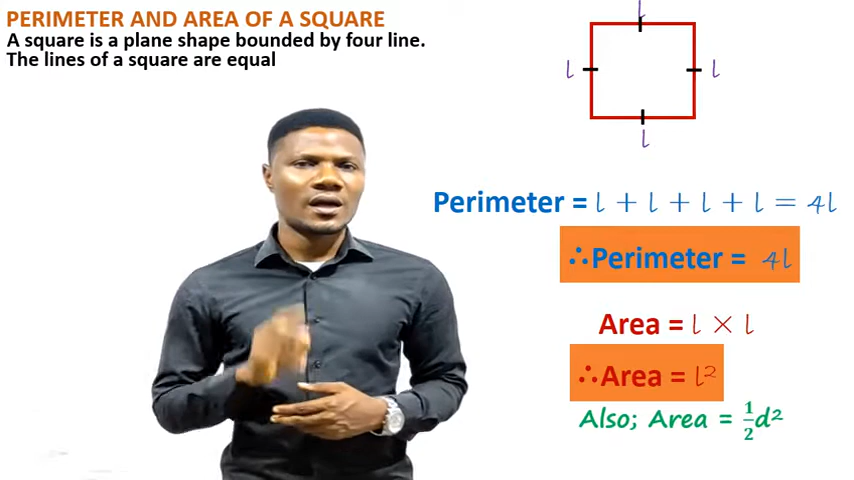 PERIMETER AND AREA OF A SQUARE
A square is a plane shape bounded by four line.
The lines of a square are equal
l
l
l
l
Perimeter = l + l + l + l = 4l
∴Perimeter = 4l
Area = l × l
∴Area = l²
Also; Area = ½d²